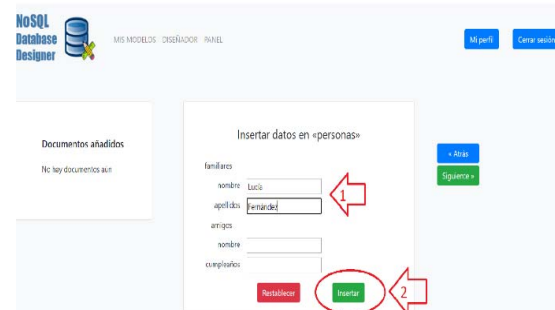 NoSQL
Database
Designer
MIS MODELOS DISEÑADOR PANEL
Mi perfil
Cerrar sesión
Documentos añadidos
No hay documentos aún
Insertar datos en «personas»
familiares
nombre Lucía
apellidos Fernández
amigos
nombre
cumpleaños
Restablecer
Insertar
« Atrás
Siguiente »
1
2